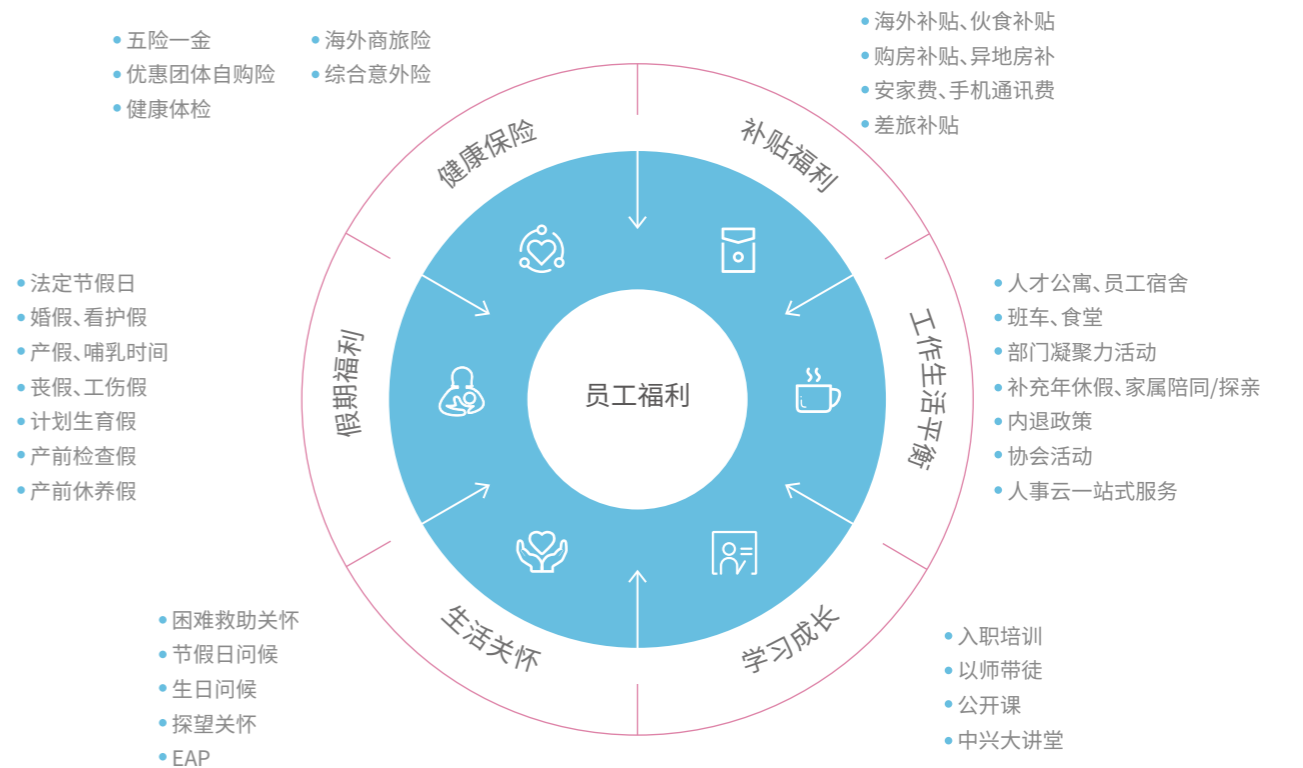 五险一金
优惠团体自购险
健康体检
海外商旅险
综合意外险
海外补贴、伙食补贴
购房补贴、异地房补
安家费、手机通讯费
差旅补贴
健康保险
补贴福利
法定节假日
婚假、看护假
产假、哺乳时间
丧假、工伤假
计划生育假
产前检查假
产前休养假
假期福利
员工福利
工作生活平衡
人才公寓、员工宿舍
班车、食堂
部门凝聚力活动
补充年休假、家属陪同/探亲
内退政策
协会活动
人事云一站式服务
生活关怀
学习成长
困难救助关怀
节假日问候
生日问候
探望关怀
EAP
入职培训
以师带徒
公开课
中兴大讲堂